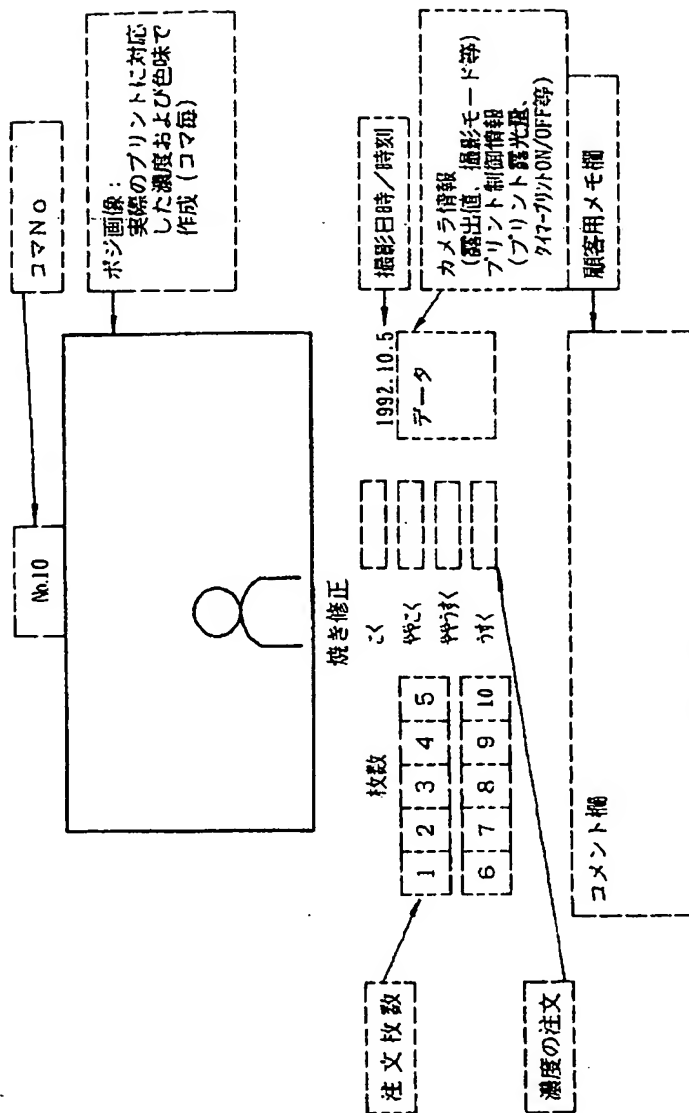 コマNo
No.10
ポジ画像:
実際のプリントに対応
した濃度および色味で
作成(コマ毎)
焼き修正
こく
ややこく
ややうすく
うすく
枚数
1 2 3 4 5
6 7 8 9 10
1992.10.5
データ
撮影日時/時刻
カメラ情報
(露出値、撮影モード等)
プリント制御情報
(プリント露光量、
タイマープリントON/OFF等)
顧客用メモ欄
コメント欄
注文枚数
濃度の注文